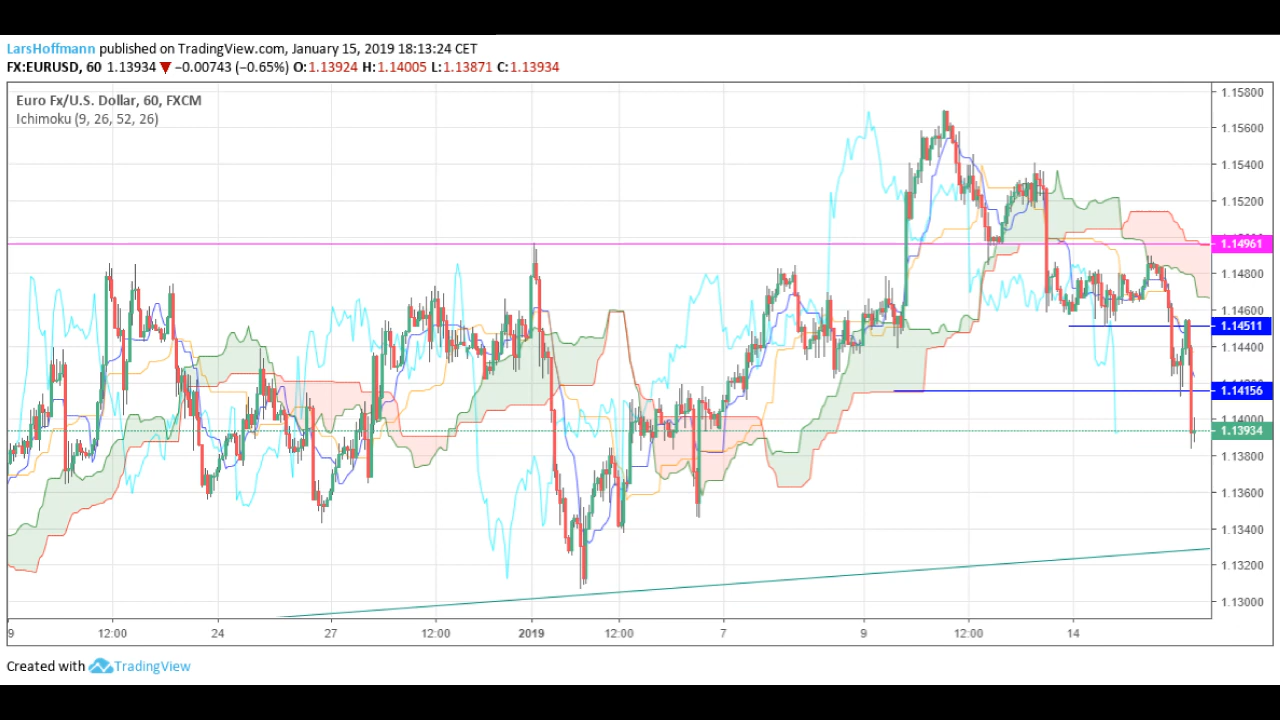 LarsHoffmann published on TradingView.com, January 15, 2019 18:13:24 CET
FX:EURUSD, 60 1.13934 ▼ −0.00743 (−0.65%) O:1.13924 H:1.14005 L:1.13871 C:1.13934
Euro Fx/U.S. Dollar, 60, FXCM
Ichimoku (9, 26, 52, 26)
1.15800
1.15600
1.15400
1.15200
1.14961
1.14800
1.14600
1.14511
1.14400
1.14156
1.14000
1.13934
1.13800
1.13600
1.13400
1.13200
1.13000
9 12:00 24 27 12:00 2019 12:00 7 9 12:00 14
Created with TradingView